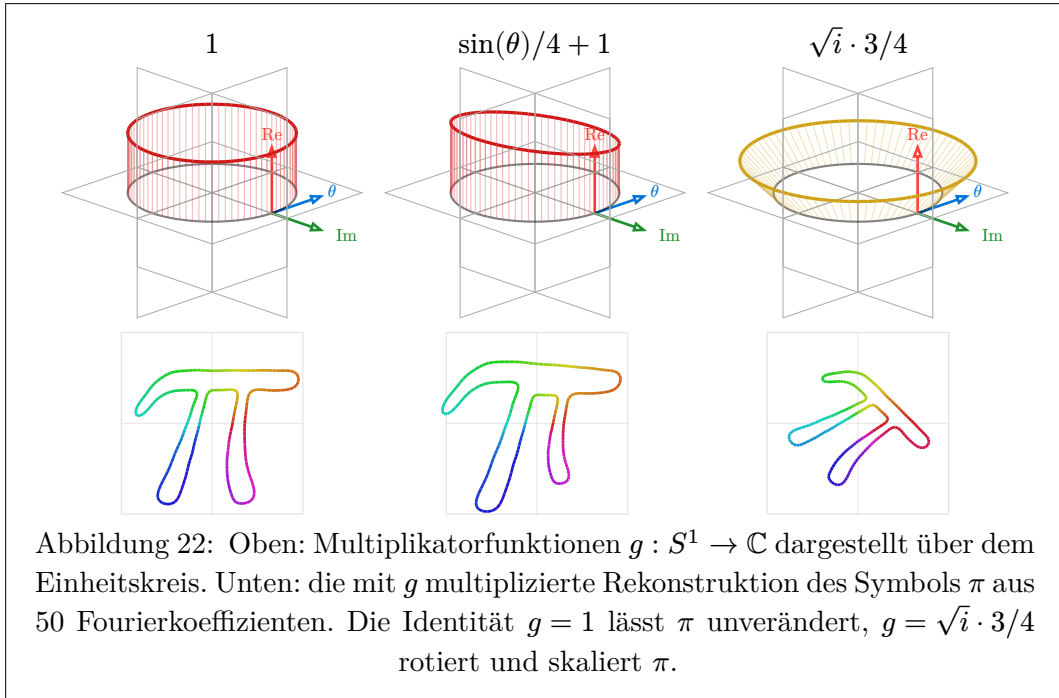 1 sin(θ)/4 + 1 √i · 3/4
Re Re Re
θ θ θ
Im Im Im
Abbildung 22: Oben: Multiplikatorfunktionen g : S¹ → ℂ dargestellt über dem
Einheitskreis. Unten: die mit g multiplizierte Rekonstruktion des Symbols π aus
50 Fourierkoeffizienten. Die Identität g = 1 lässt π unverändert, g = √i · 3/4
rotiert und skaliert π.